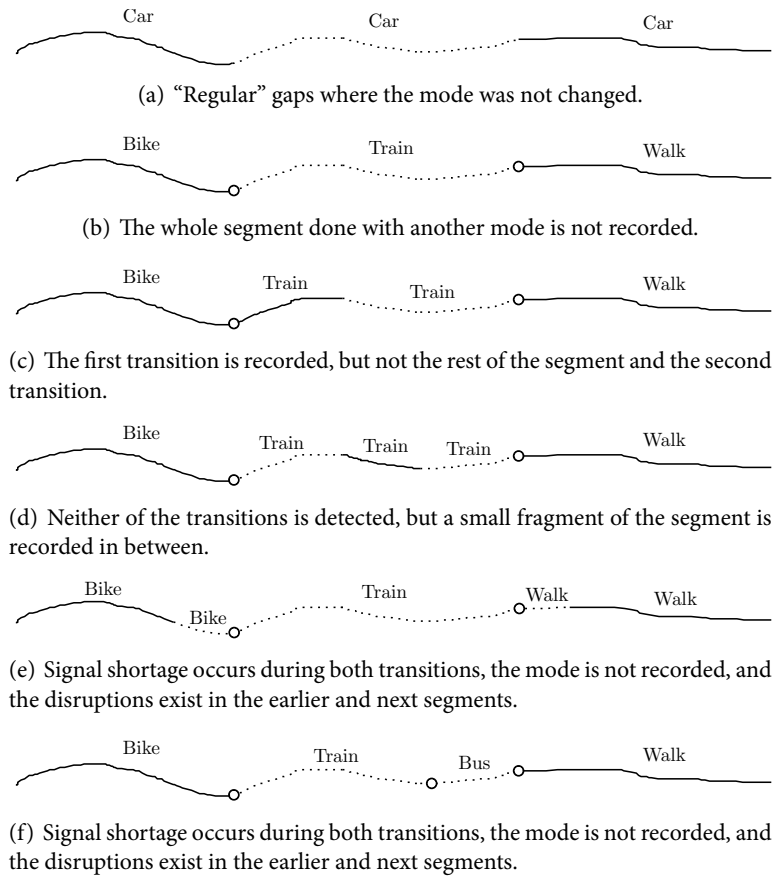 Car Car Car
(a) “Regular” gaps where the mode was not changed.
Bike Train Walk
(b) The whole segment done with another mode is not recorded.
Bike Train Train Walk
(c) The first transition is recorded, but not the rest of the segment and the second
transition.
Bike Train Train Train Walk
(d) Neither of the transitions is detected, but a small fragment of the segment is
recorded in between.
Bike Bike Train Walk Walk
(e) Signal shortage occurs during both transitions, the mode is not recorded, and
the disruptions exist in the earlier and next segments.
Bike Train Bus Walk
(f) Signal shortage occurs during both transitions, the mode is not recorded, and
the disruptions exist in the earlier and next segments.